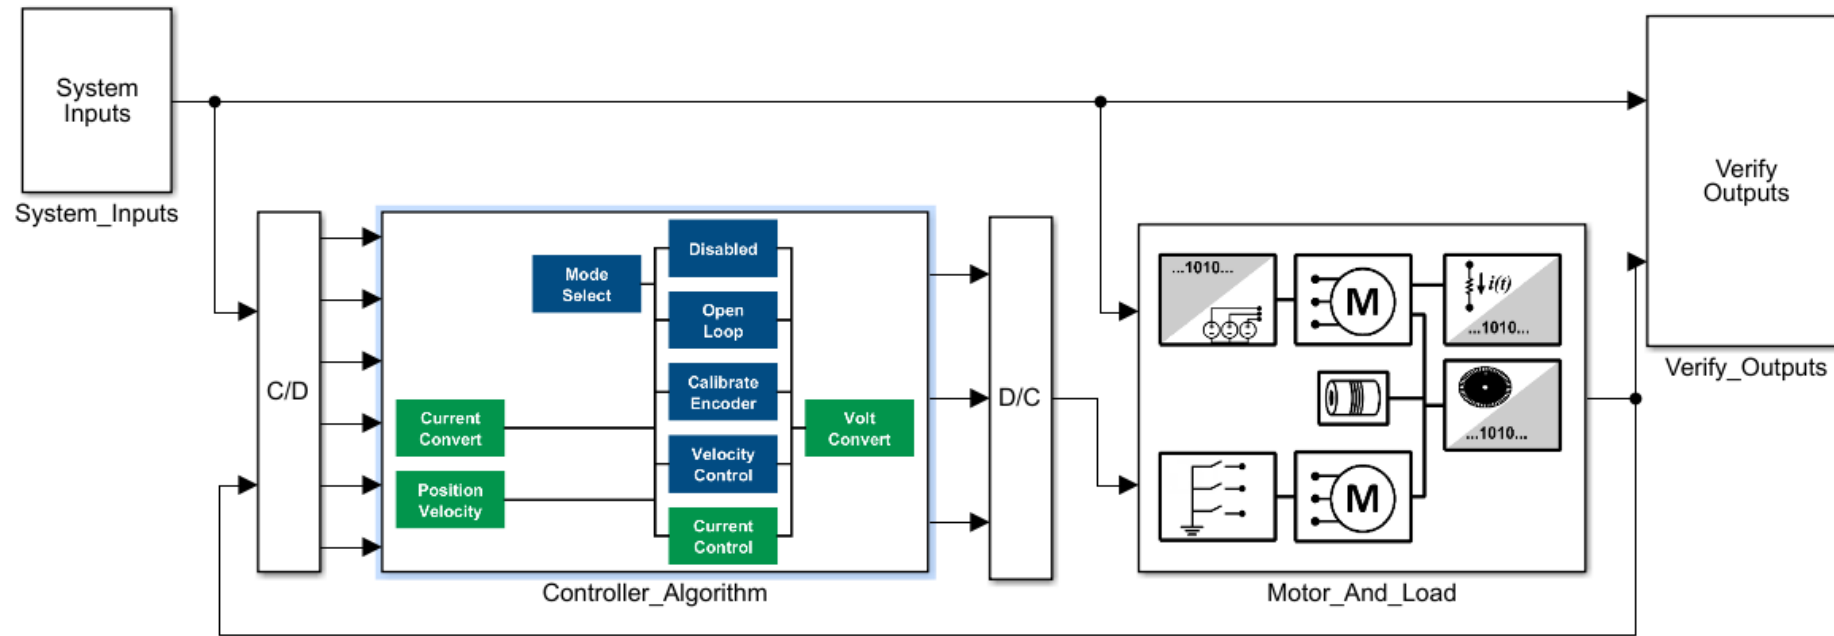 System
Inputs
System_Inputs
C/D
Mode
Select
Disabled
Open
Loop
Calibrate
Encoder
Velocity
Control
Current
Control
Current
Convert
Position
Velocity
Volt
Convert
Controller_Algorithm
D/C
...1010...
M
i(t)
...1010...
...1010...
M
Motor_And_Load
Verify
Outputs
Verify_Outputs